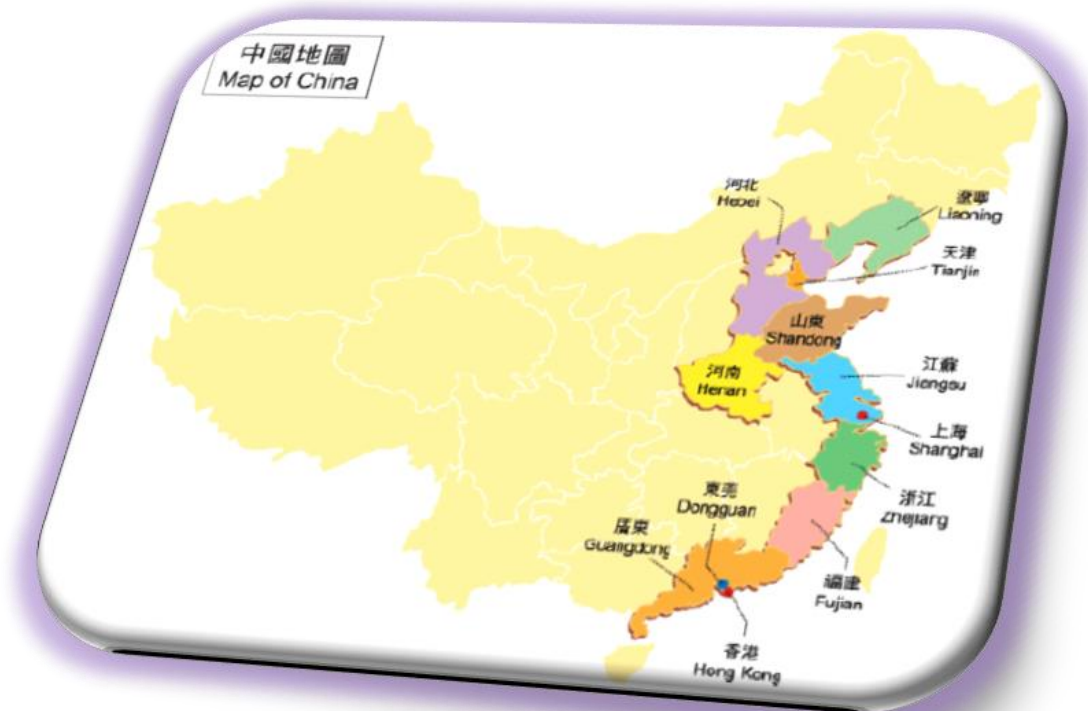 中國地圖
Map of China
河北
Hebei
遼寧
Liaoning
天津
Tianjin
山東
Shandong
河南
Henan
江蘇
Jiangsu
上海
Shanghai
浙江
Zhejiang
東莞
Dongguan
廣東
Guangdong
福建
Fujian
香港
Hong Kong